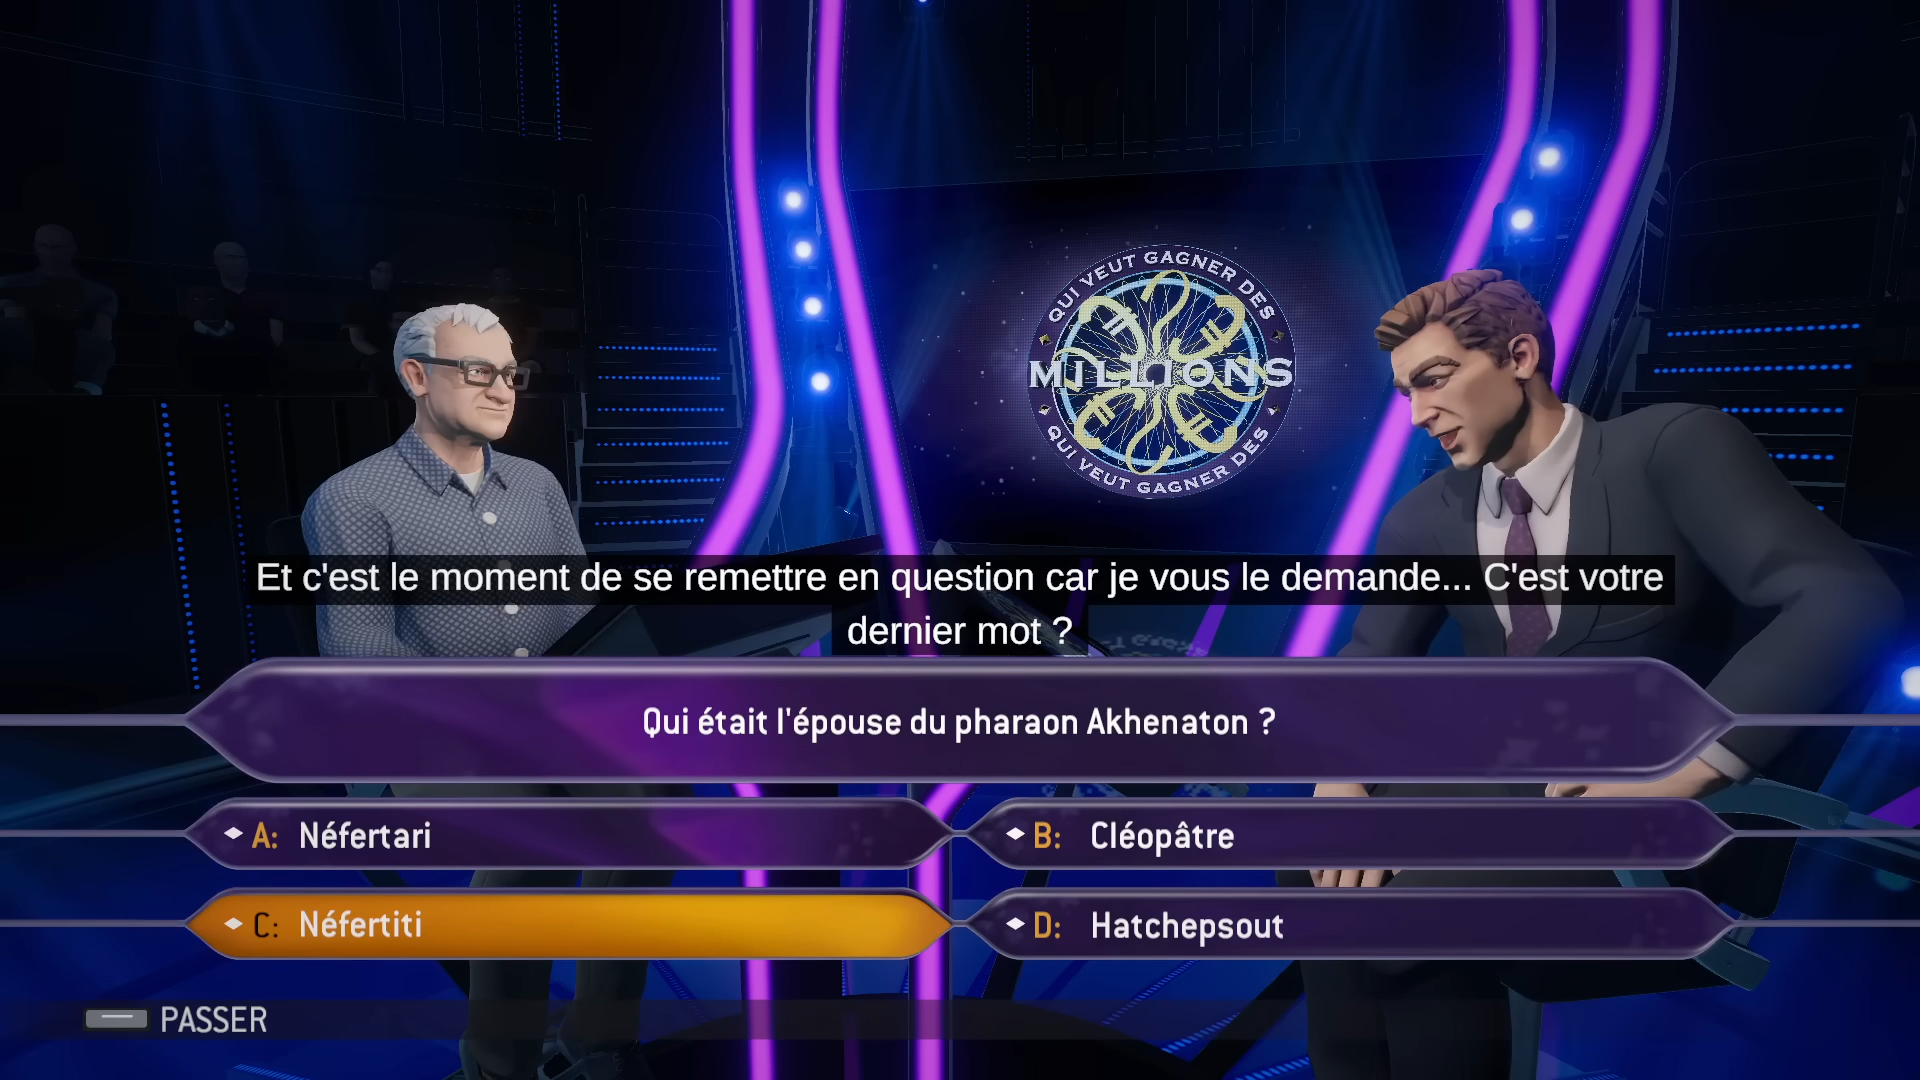 QUI VEUT GAGNER DES
MILLIONS
QUI VEUT GAGNER DES
Et c'est le moment de se remettre en question car je vous le demande... C'est votre
dernier mot ?
Qui était l'épouse du pharaon Akhenaton ?
A: Néfertari
B: Cléopâtre
C: Néfertiti
D: Hatchepsout
PASSER